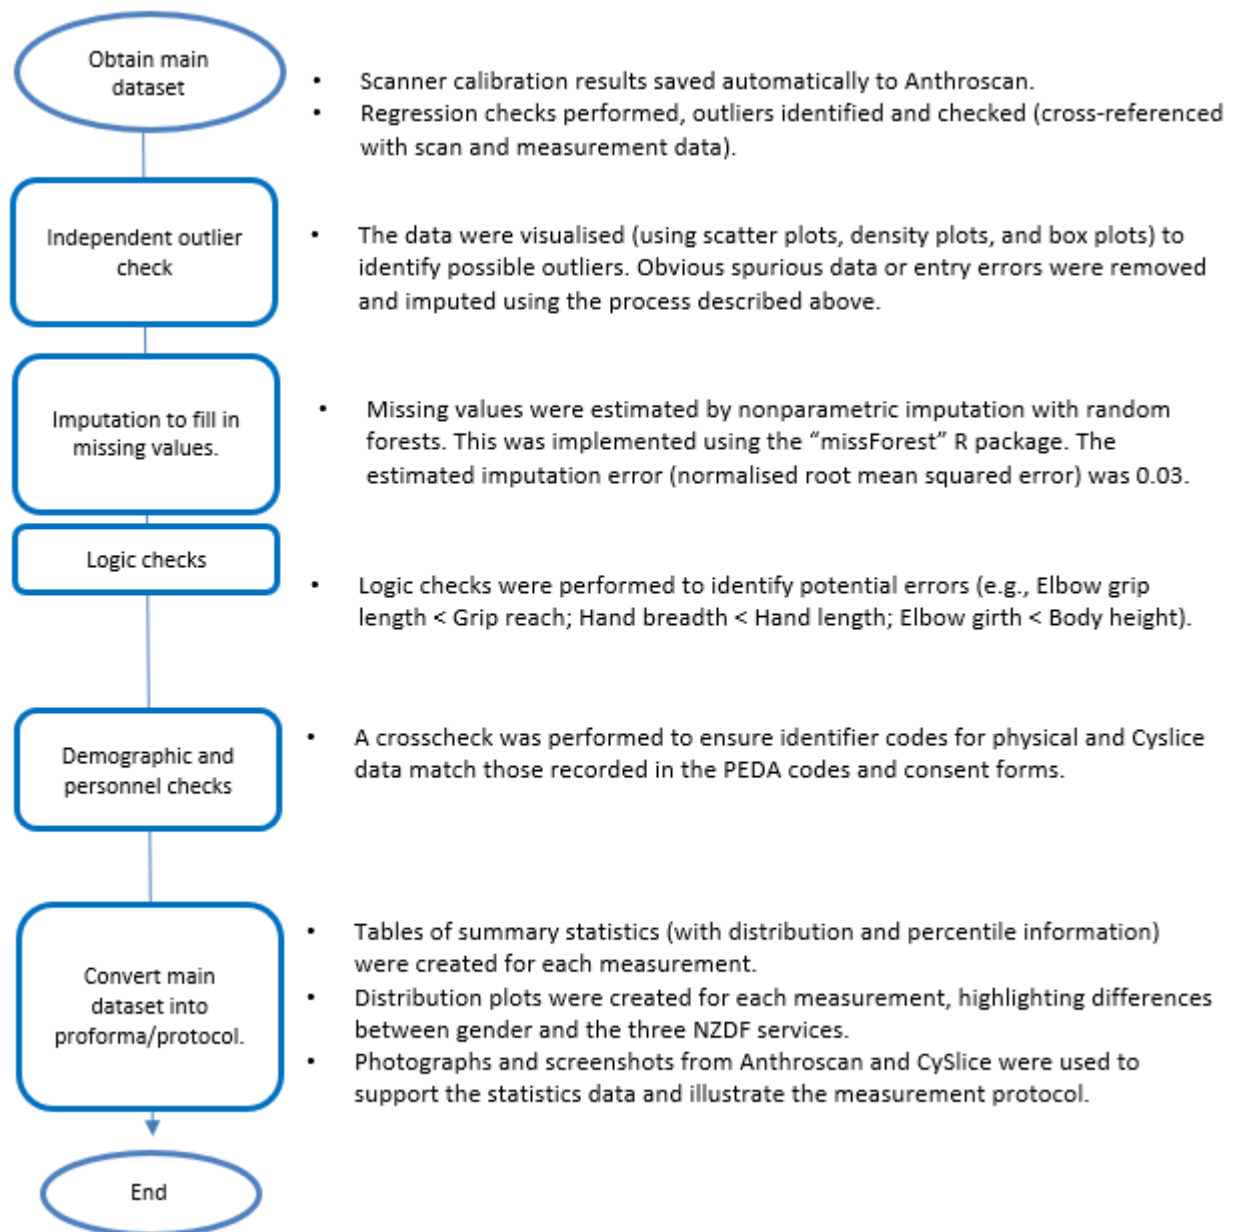 Obtain main
dataset
• Scanner calibration results saved automatically to Anthroscan.
• Regression checks performed, outliers identified and checked (cross-referenced
with scan and measurement data).
Independent outlier
check
• The data were visualised (using scatter plots, density plots, and box plots) to
identify possible outliers. Obvious spurious data or entry errors were removed
and imputed using the process described above.
Imputation to fill in
missing values.
• Missing values were estimated by nonparametric imputation with random
forests. This was implemented using the “missForest” R package. The
estimated imputation error (normalised root mean squared error) was 0.03.
Logic checks
• Logic checks were performed to identify potential errors (e.g., Elbow grip
length < Grip reach; Hand breadth < Hand length; Elbow girth < Body height).
Demographic and
personnel checks
• A crosscheck was performed to ensure identifier codes for physical and Cyslice
data match those recorded in the PEDA codes and consent forms.
Convert main
dataset into
proforma/protocol.
• Tables of summary statistics (with distribution and percentile information)
were created for each measurement.
• Distribution plots were created for each measurement, highlighting differences
between gender and the three NZDF services.
• Photographs and screenshots from Anthroscan and CySlice were used to
support the statistics data and illustrate the measurement protocol.
End